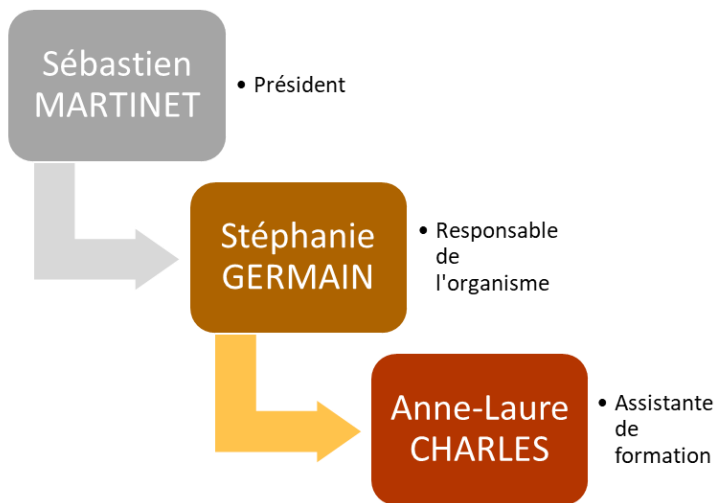 Sébastien
MARTINET
• Président
Stéphanie
GERMAIN
• Responsable
de
l'organisme
Anne-Laure
CHARLES
• Assistante
de
formation